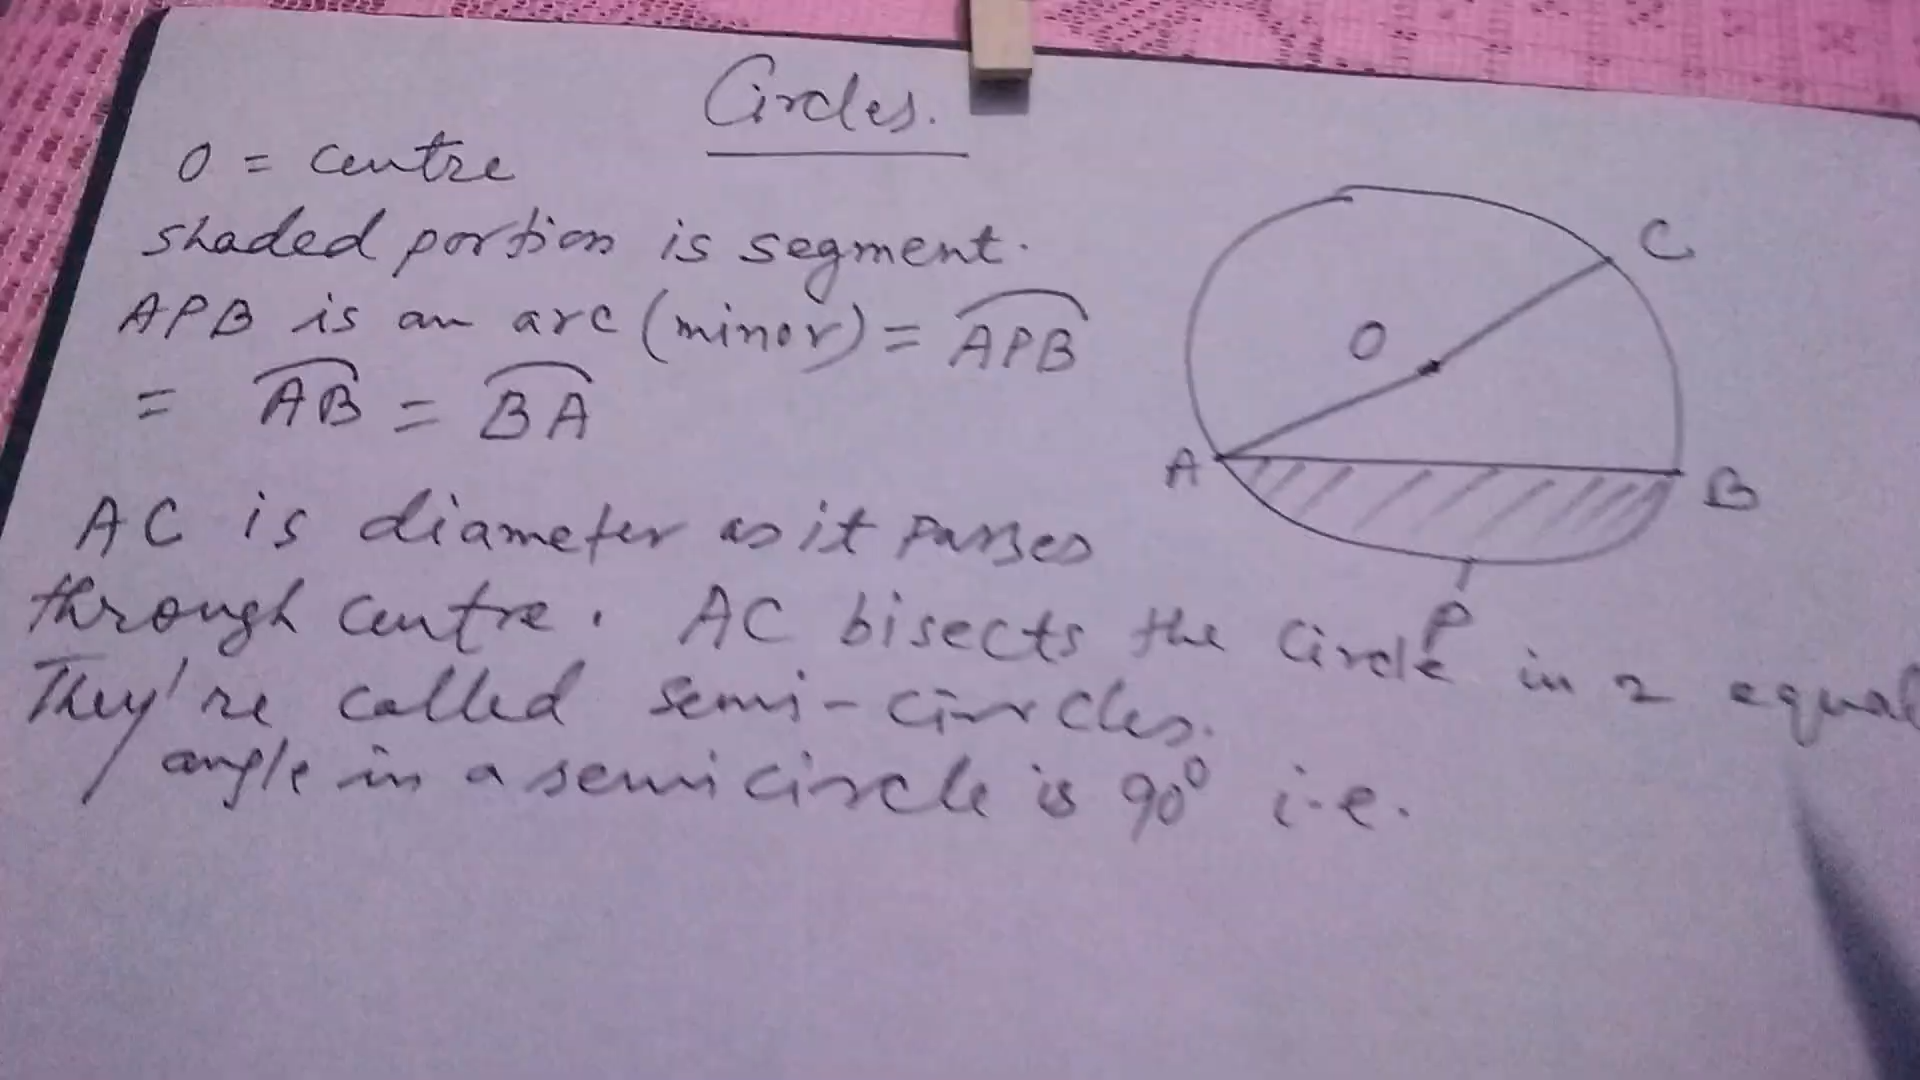 Circles.
O = centre
shaded portion is segment.
APB is an arc (minor) = APB
= AB = BA
AC is diameter as it passes
through centre. AC bisects the circle in 2 equal
They're called semi-circles.
angle in a semicircle is 90° i.e.
C
O
A
B
P